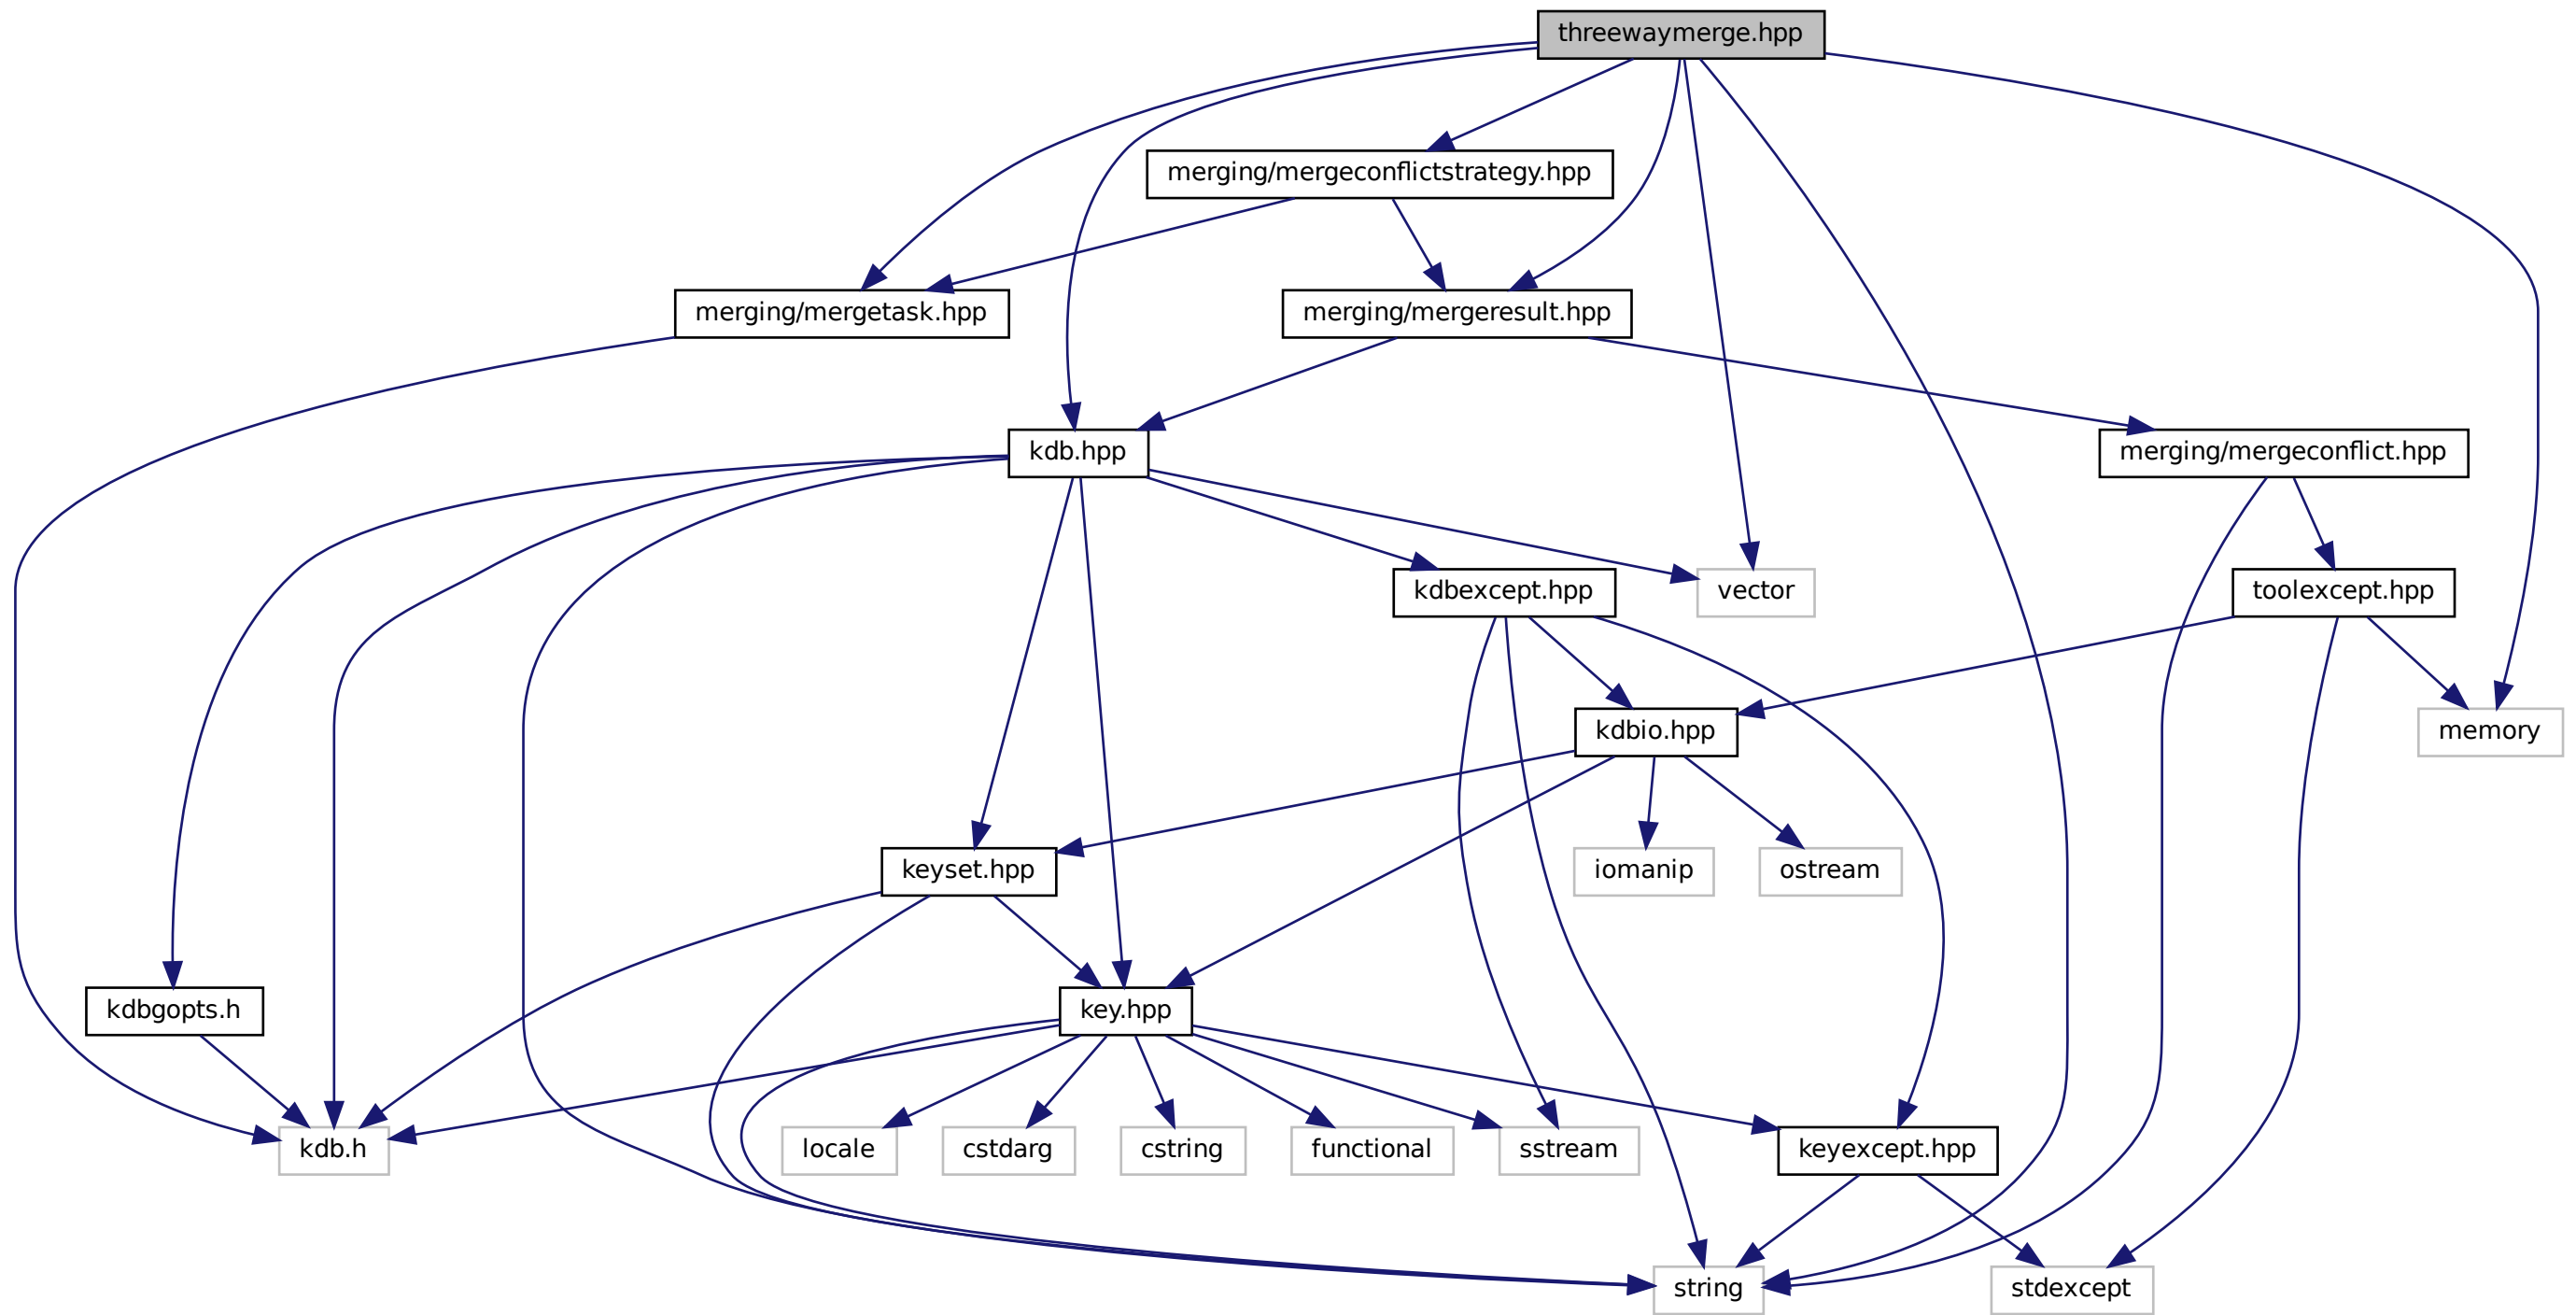 threewaymerge.hpp
merging/mergeconflictstrategy.hpp
merging/mergetask.hpp
merging/mergeresult.hpp
kdb.hpp
merging/mergeconflict.hpp
kdbexcept.hpp
vector
toolexcept.hpp
kdbio.hpp
memory
keyset.hpp
iomanip
ostream
kdbgopts.h
key.hpp
kdb.h
locale
cstdarg
cstring
functional
sstream
keyexcept.hpp
string
stdexcept